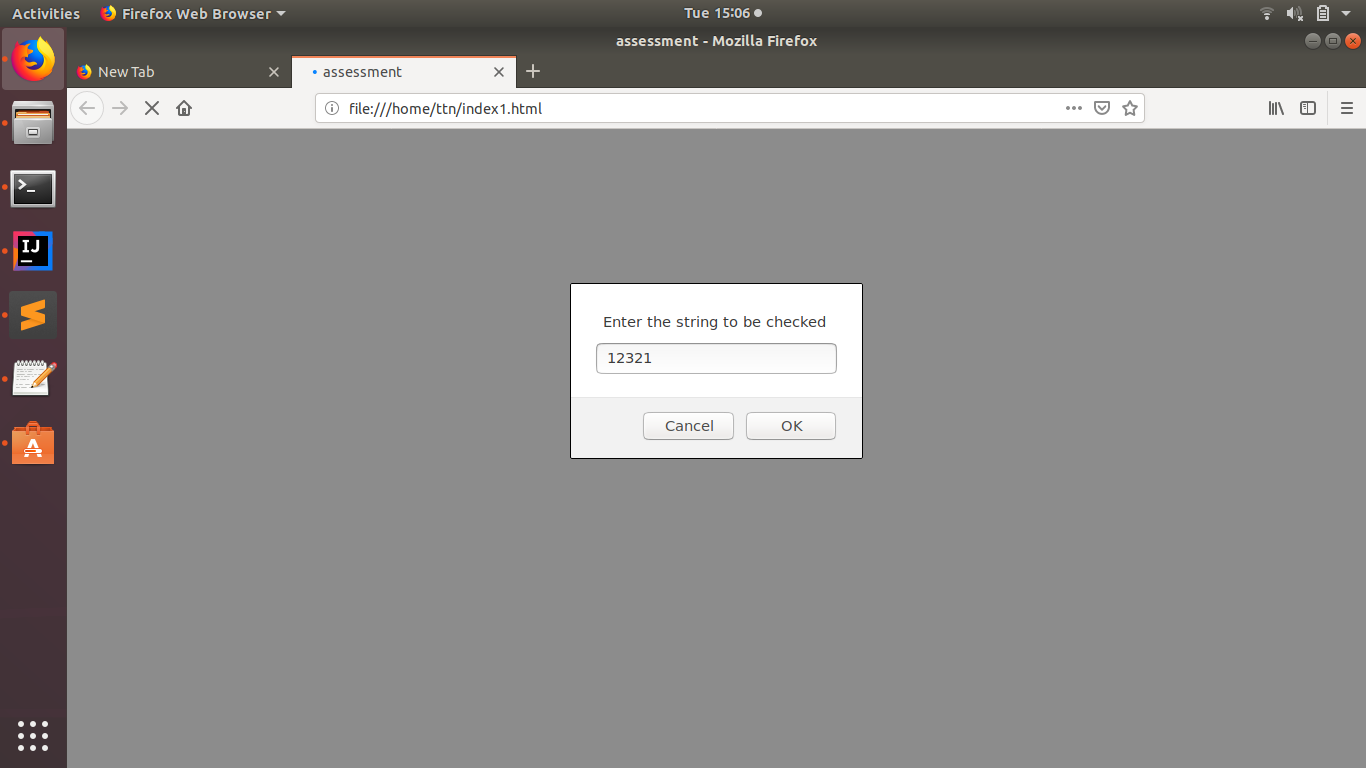 Activities Firefox Web Browser Tue 15:06
assessment - Mozilla Firefox
New Tab assessment
file:///home/ttn/index1.html
IJ
Enter the string to be checked
12321
Cancel OK